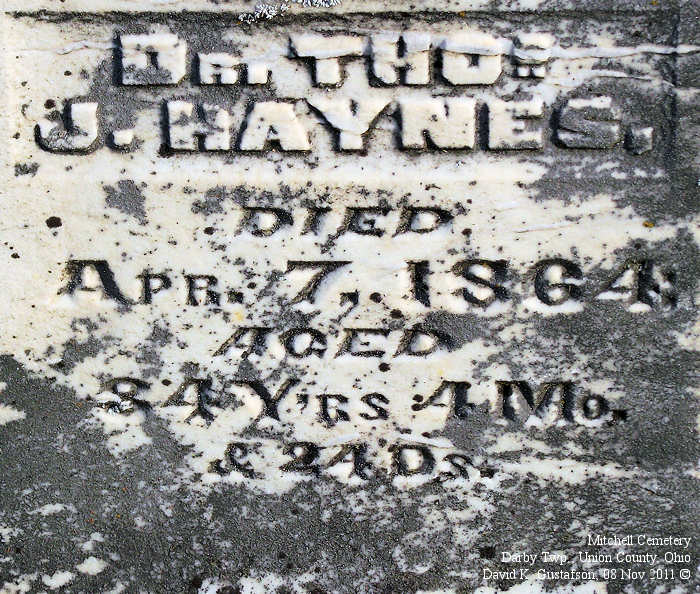 Dr. THOS
J. HAYNES.
DIED
APR. 7, 1864,
AGED
34 Y'RS 4 MO.
& 24 DS.
Mitchell Cemetery
Darby Twp., Union County, Ohio
David K. Gustafson, 08 Nov 2011 ©